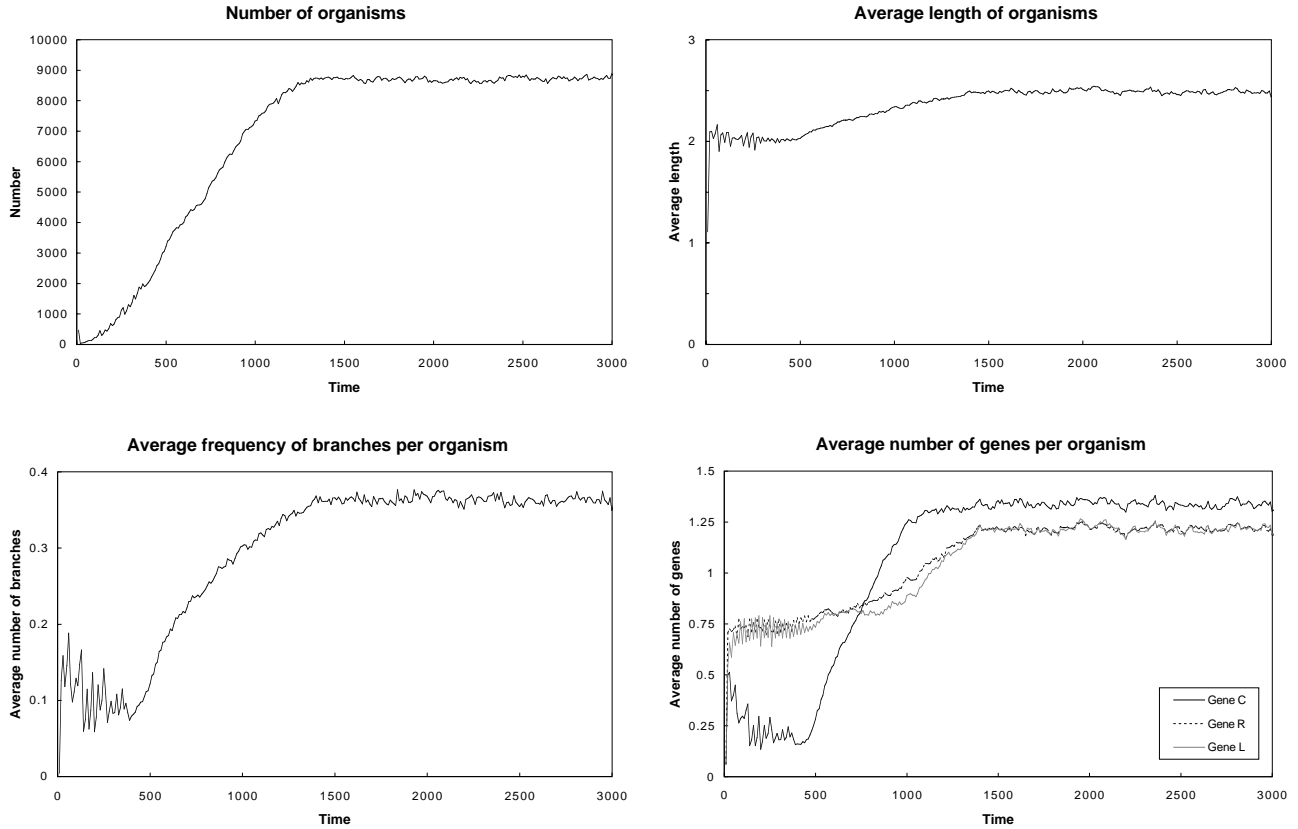 Number of organisms
10000
9000
8000
7000
6000
5000
4000
3000
2000
1000
0
Number
0 500 1000 1500 2000 2500 3000
Time
Average length of organisms
3
2
1
0
Average length
0 500 1000 1500 2000 2500 3000
Time
Average frequency of branches per organism
0.4
0.3
0.2
0.1
0
Average number of branches
0 500 1000 1500 2000 2500 3000
Time
Average number of genes per organism
1.5
1.25
1
0.75
0.5
0.25
0
Average number of genes
Gene C
Gene R
Gene L
0 500 1000 1500 2000 2500 3000
Time